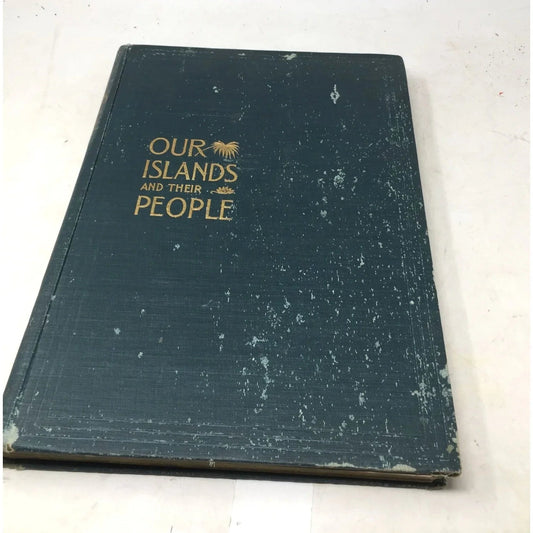 OUR
ISLANDS
AND THEIR
PEOPLE